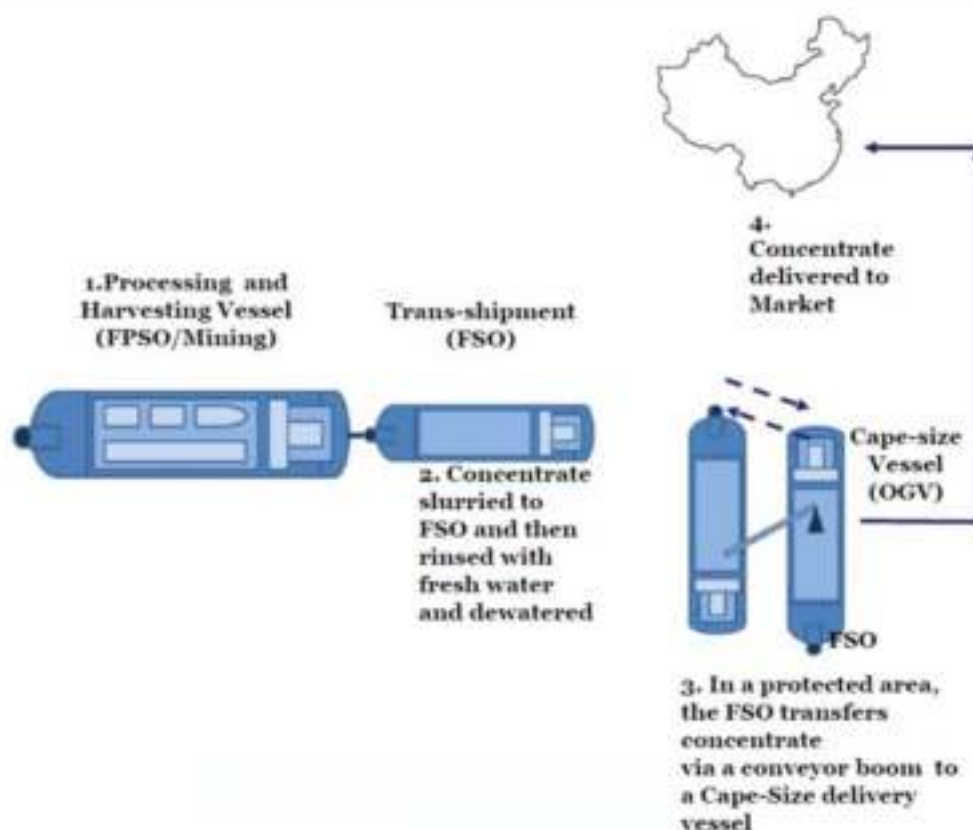 1.Processing and
Harvesting Vessel
(FPSO/Mining)
Trans-shipment
(FSO)
2. Concentrate
slurried to
FSO and then
rinsed with
fresh water
and dewatered
Cape-size
Vessel
(OGV)
FSO
3. In a protected area,
the FSO transfers
concentrate
via a conveyor boom to
a Cape-Size delivery
vessel
4.
Concentrate
delivered to
Market